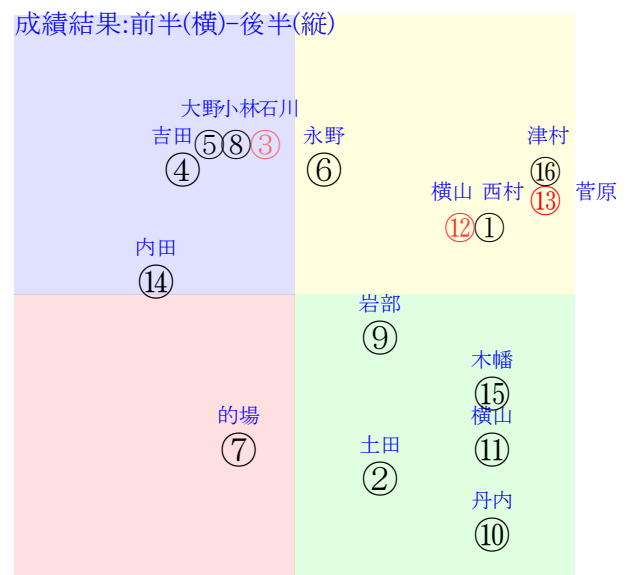 成績結果:前半(横)-後半(縦)
大野 小林 石川
吉田 ⑤ ⑧ ③ 永野 津村
④ ⑥ ⑯
横山 西村 ⑬ 菅原
⑫ ①
内田
⑭
岩部
⑨
木幡
⑮
的場 横山
⑦ 土田 ⑪
②
丹内
⑩